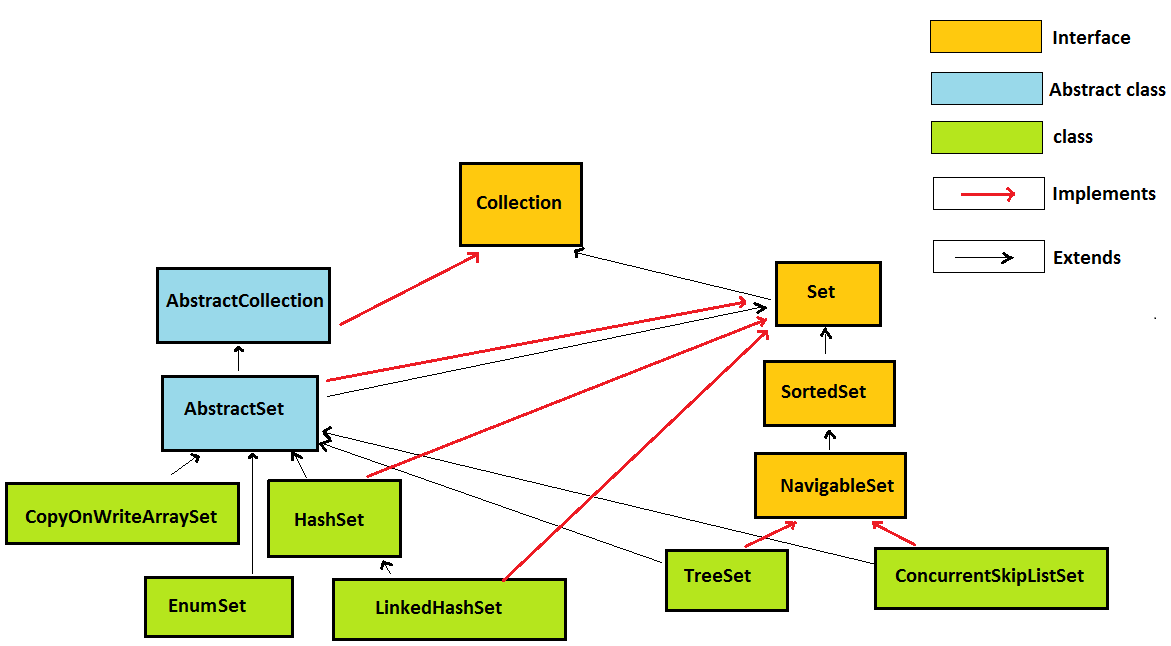 Interface
Abstract class
class
Implements
Extends
Collection
AbstractCollection
Set
AbstractSet
SortedSet
NavigableSet
CopyOnWriteArraySet
HashSet
TreeSet
ConcurrentSkipListSet
EnumSet
LinkedHashSet